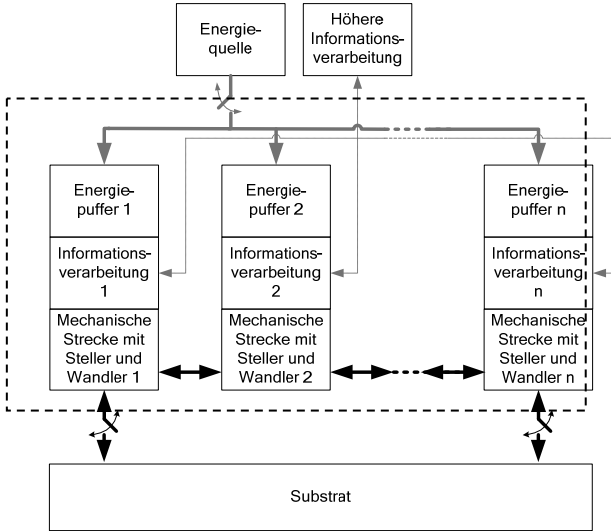 Energie-
quelle
Höhere
Informations-
verarbeitung
Energie-
puffer 1
Energie-
puffer 2
Energie-
puffer n
Informations-
verarbeitung
1
Informations-
verarbeitung
2
Informations-
verarbeitung
n
Mechanische
Strecke mit
Steller und
Wandler 1
Mechanische
Strecke mit
Steller und
Wandler 2
Mechanische
Strecke mit
Steller und
Wandler n
Substrat